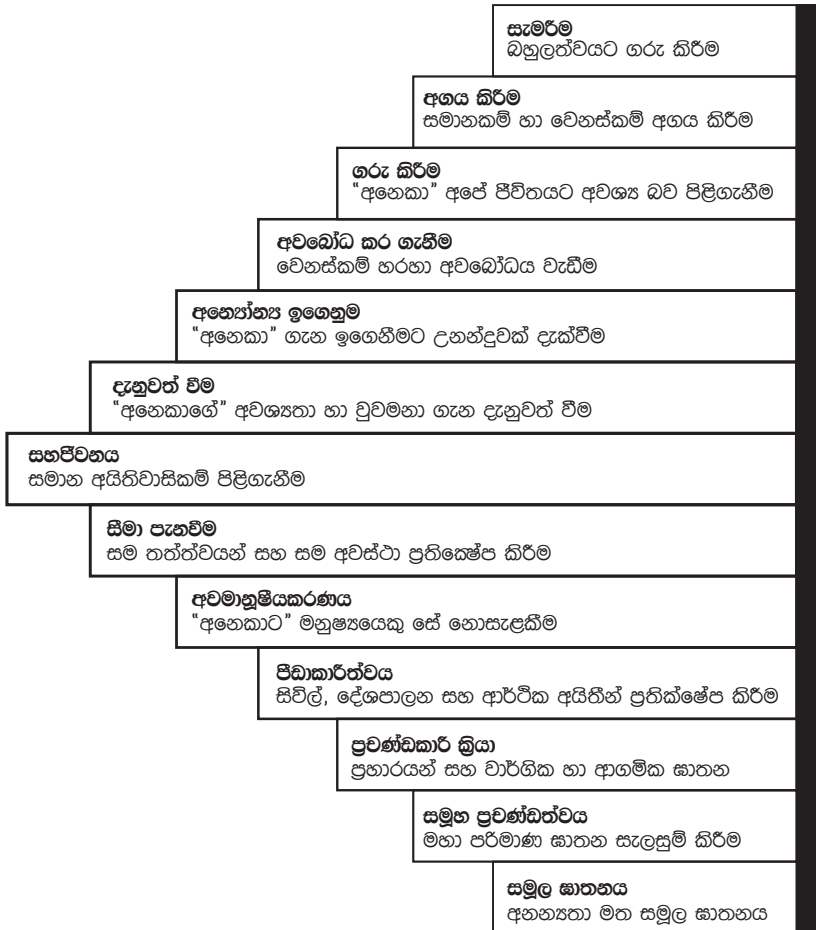 සැමරීම
බහුලත්වයට ගරු කිරීම
අගය කිරීම
සමානකම් හා වෙනස්කම් අගය කිරීම
ගරු කිරීම
“අනෙකා” අපේ ජීවිතයට අවශ්‍ය බව පිළිගැනීම
අවබෝධ කර ගැනීම
වෙනස්කම් හරහා අවබෝධය වැඩීම
අන්‍යෝන්‍ය ඉගෙනුම
“අනෙකා” ගැන ඉගෙනීමට උනන්දුවක් දැක්වීම
දැනුවත් වීම
“අනෙකාගේ” අවශ්‍යතා හා වුවමනා ගැන දැනුවත් වීම
සහජීවනය
සමාන අයිතිවාසිකම් පිළිගැනීම
සීමා පැනවීම
සම තත්ත්වයන් සහ සම අවස්ථා ප්‍රතික්‍ෂේප කිරීම
අවමානුෂීයකරණය
“අනෙකාට” මනුෂ්‍යයෙකු සේ නොසැළකීම
පීඩාකාරීත්වය
සිවිල්, දේශපාලන සහ ආර්ථික අයිතීන් ප්‍රතික්ෂේප කිරීම
ප්‍රචණ්ඩකාරී ක්‍රියා
ප්‍රහාරයන් සහ වාර්ගික හා ආගමික ඝාතන
සමූහ ප්‍රචණ්ඩත්වය
මහා පරිමාණ ඝාතන සැලසුම් කිරීම
සමූල ඝාතනය
අනන්‍යතා මත සමූල ඝාතනය